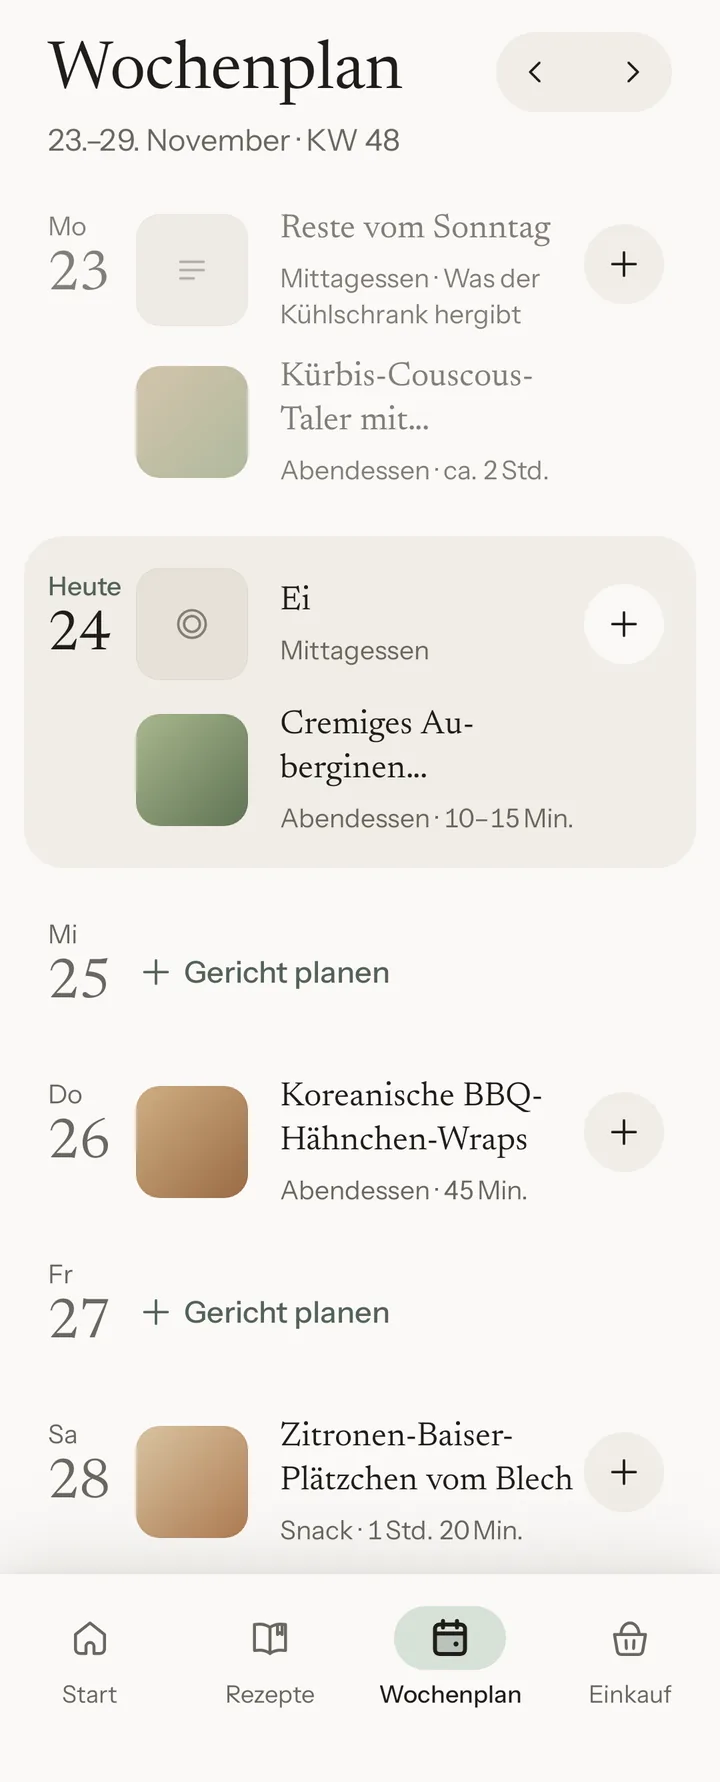 Wochenplan
23.–29. November · KW 48
Mo
23
Reste vom Sonntag
Mittagessen · Was der
Kühlschrank hergibt
Kürbis-Couscous-
Taler mit...
Abendessen · ca. 2 Std.
Heute
24
Ei
Mittagessen
Cremiges Au-
berginen...
Abendessen · 10–15 Min.
Mi
25
Gericht planen
Do
26
Koreanische BBQ-
Hähnchen-Wraps
Abendessen · 45 Min.
Fr
27
Gericht planen
Sa
28
Zitronen-Baiser-
Plätzchen vom Blech
Snack · 1 Std. 20 Min.
Start
Rezepte
Wochenplan
Einkauf